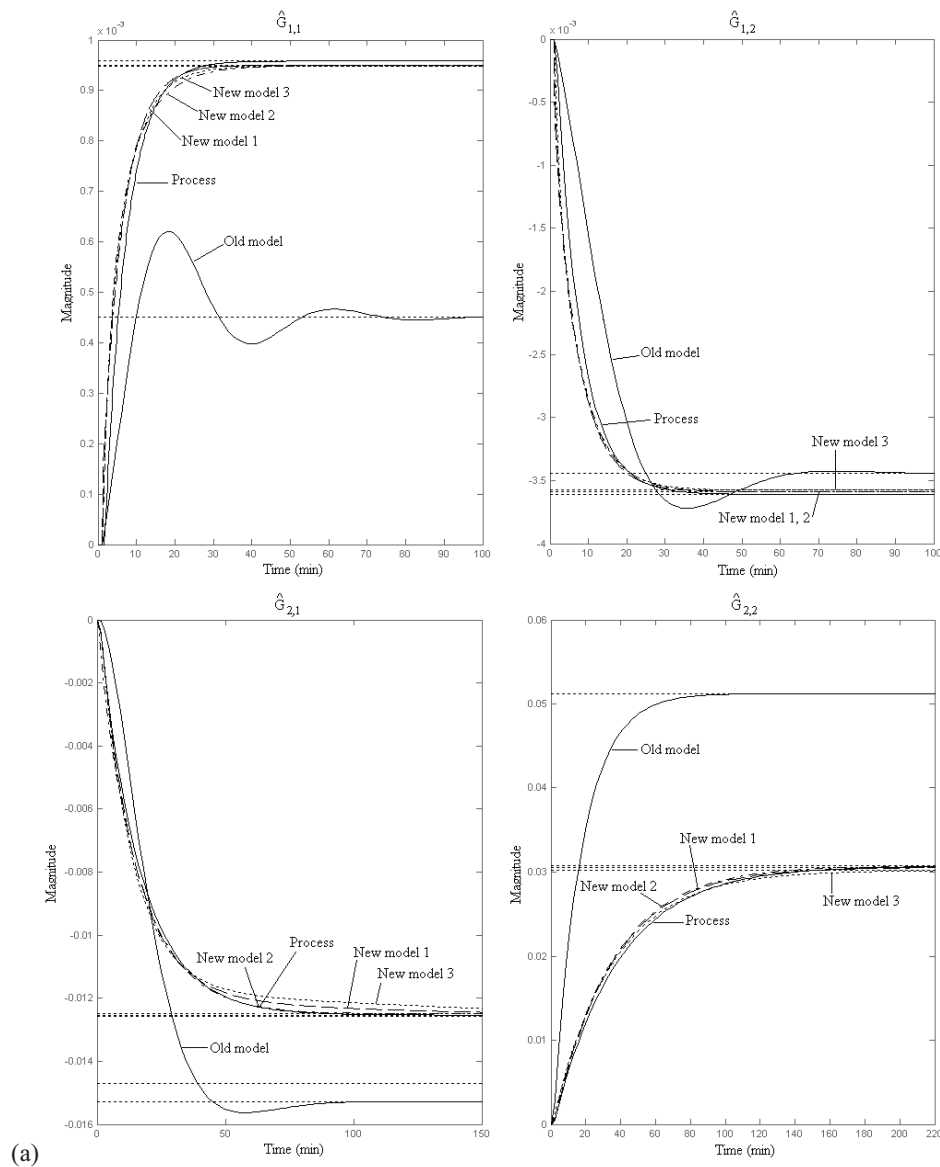 Ĝ1,1
× 10⁻³
1
0.9
0.8
0.7
0.6
0.5
0.4
0.3
0.2
0.1
0
0 10 20 30 40 50 60 70 80 90 100
Magnitude
Time (min)
New model 3
New model 2
New model 1
Process
Old model
Ĝ1,2
× 10⁻³
0
-0.5
-1
-1.5
-2
-2.5
-3
-3.5
-4
0 10 20 30 40 50 60 70 80 90 100
Magnitude
Time (min)
Old model
Process
New model 3
New model 1, 2
Ĝ2,1
0
-0.002
-0.004
-0.006
-0.008
-0.01
-0.012
-0.014
-0.016
0 50 100 150
Magnitude
Time (min)
Process
New model 2
New model 1
New model 3
Old model
Ĝ2,2
0.06
0.05
0.04
0.03
0.02
0.01
0
0 20 40 60 80 100 120 140 160 180 200 220
Magnitude
Time (min)
Old model
New model 1
New model 2
New model 3
Process
(a)